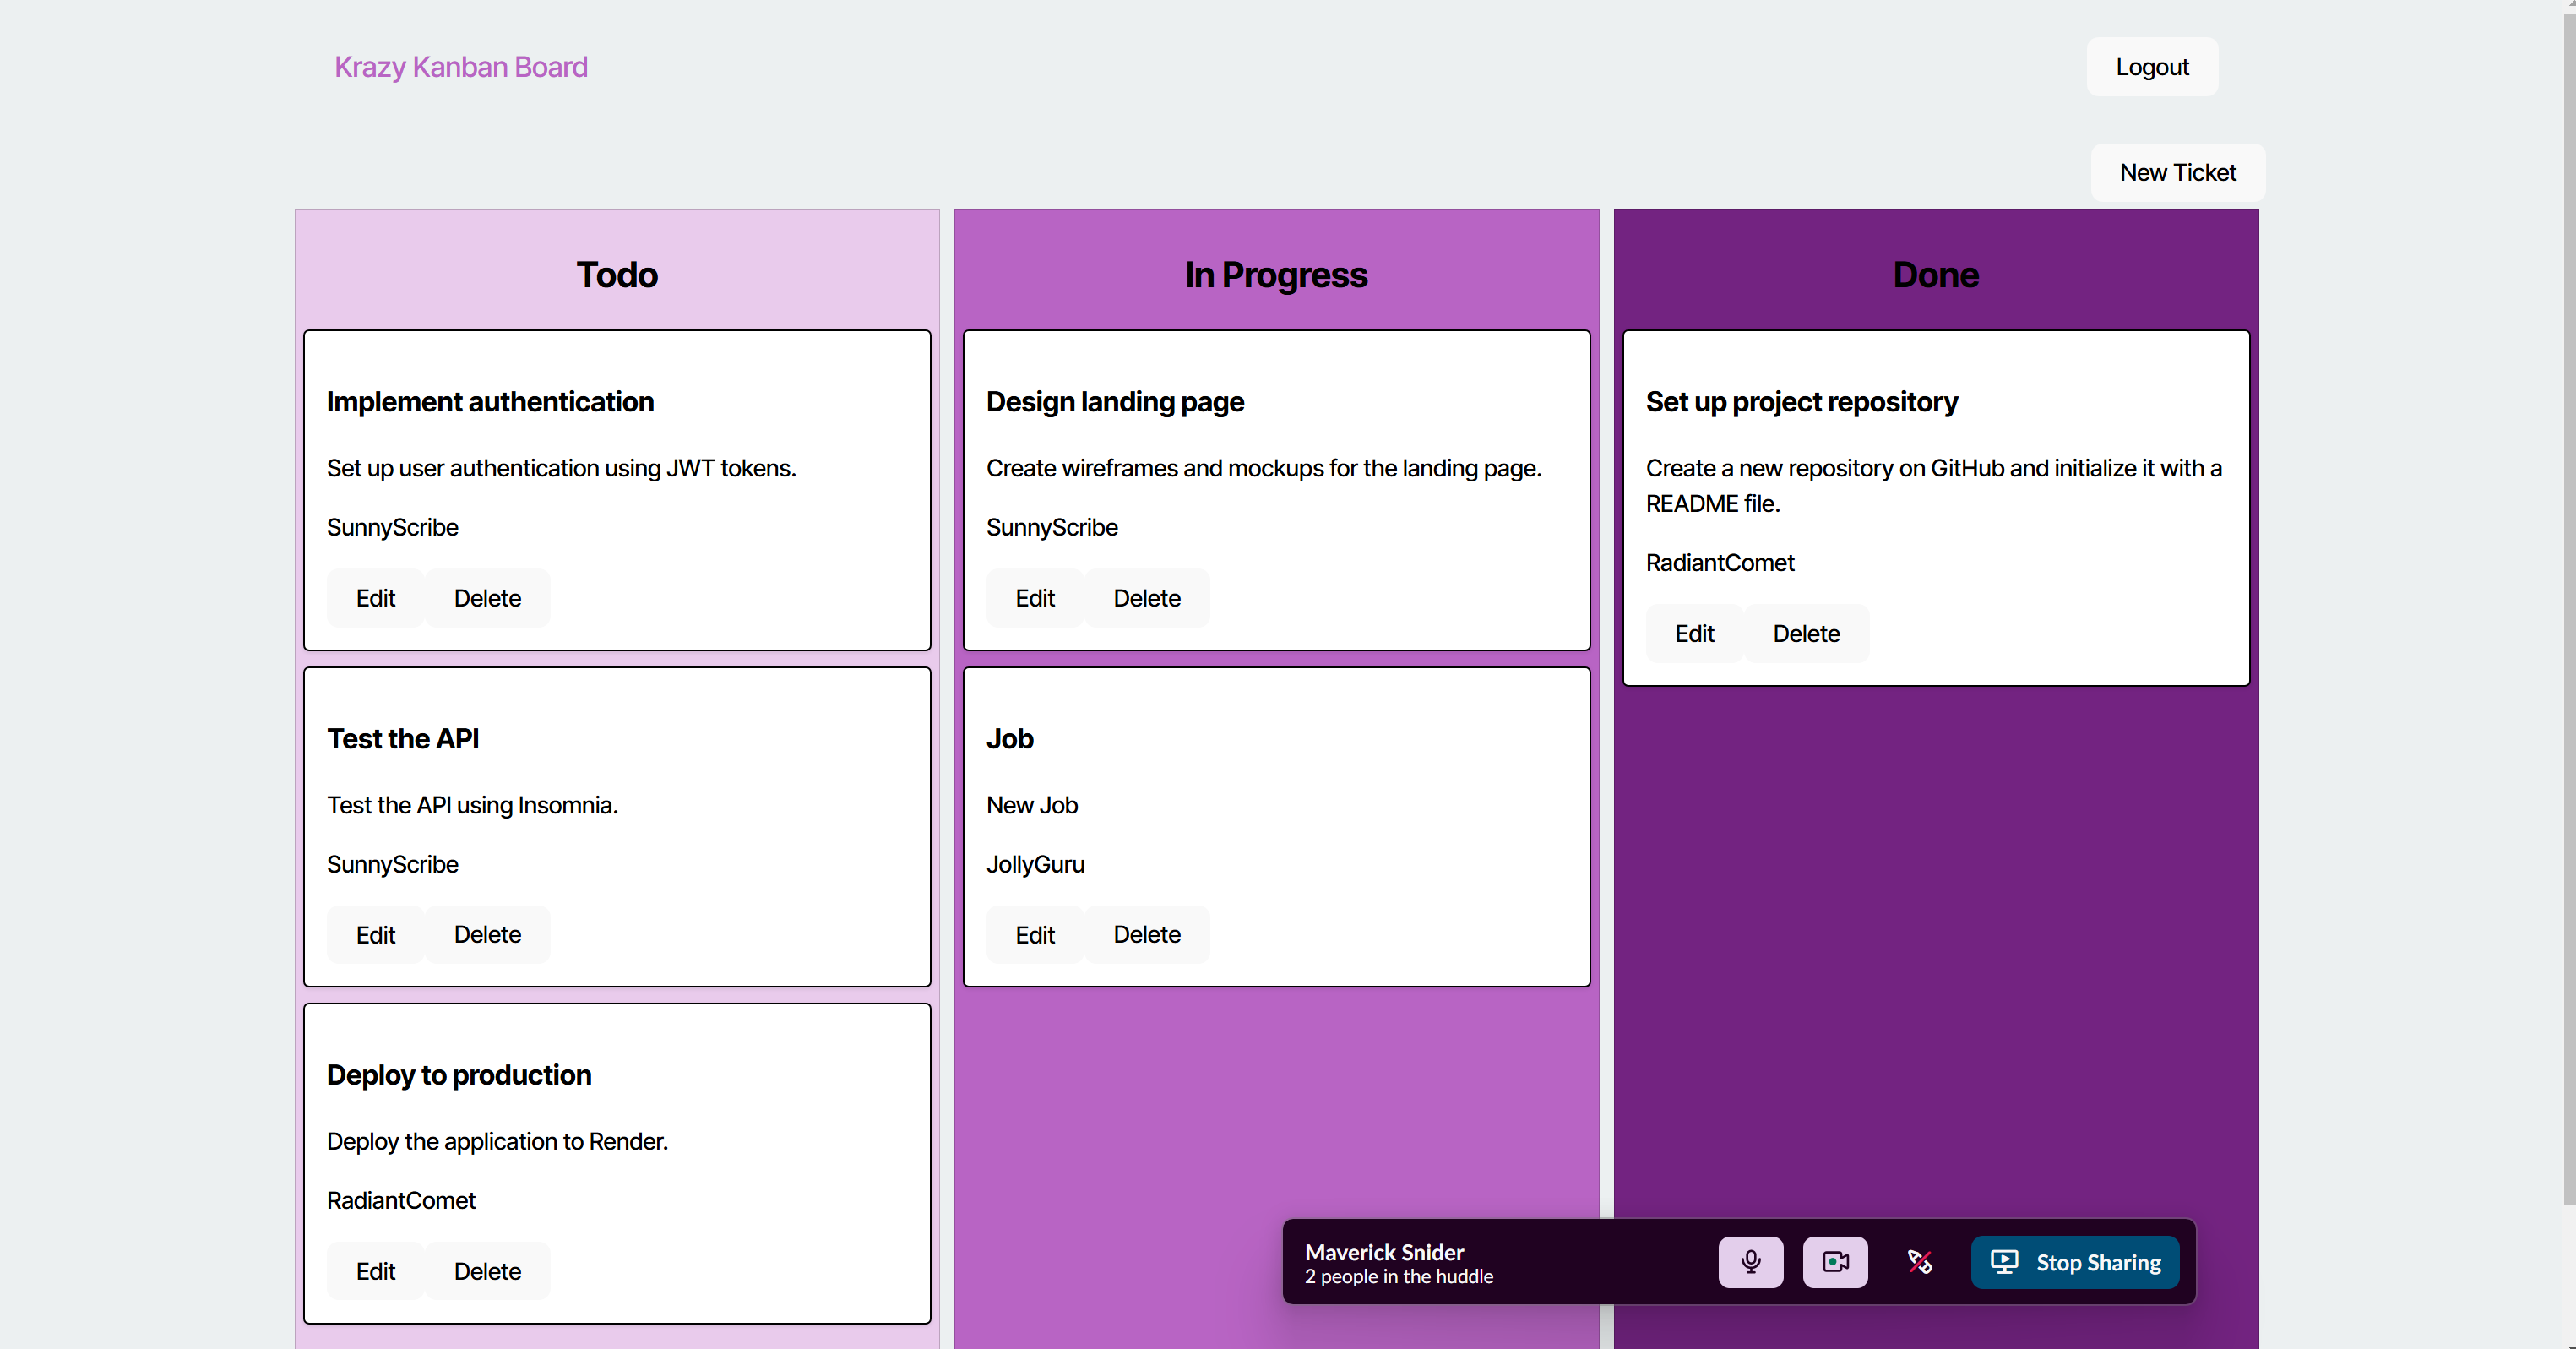 Krazy Kanban Board
Logout
New Ticket
Todo
Implement authentication
Set up user authentication using JWT tokens.
SunnyScribe
Edit Delete
Test the API
Test the API using Insomnia.
SunnyScribe
Edit Delete
Deploy to production
Deploy the application to Render.
RadiantComet
Edit Delete
In Progress
Design landing page
Create wireframes and mockups for the landing page.
SunnyScribe
Edit Delete
Job
New Job
JollyGuru
Edit Delete
Done
Set up project repository
Create a new repository on GitHub and initialize it with a
README file.
RadiantComet
Edit Delete
Maverick Snider
2 people in the huddle
Stop Sharing